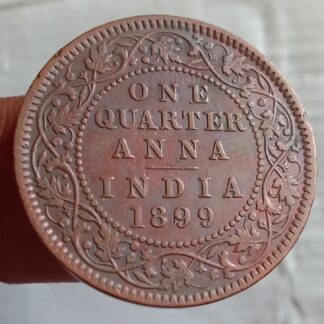 ONE
QUARTER
ANNA
INDIA
1899